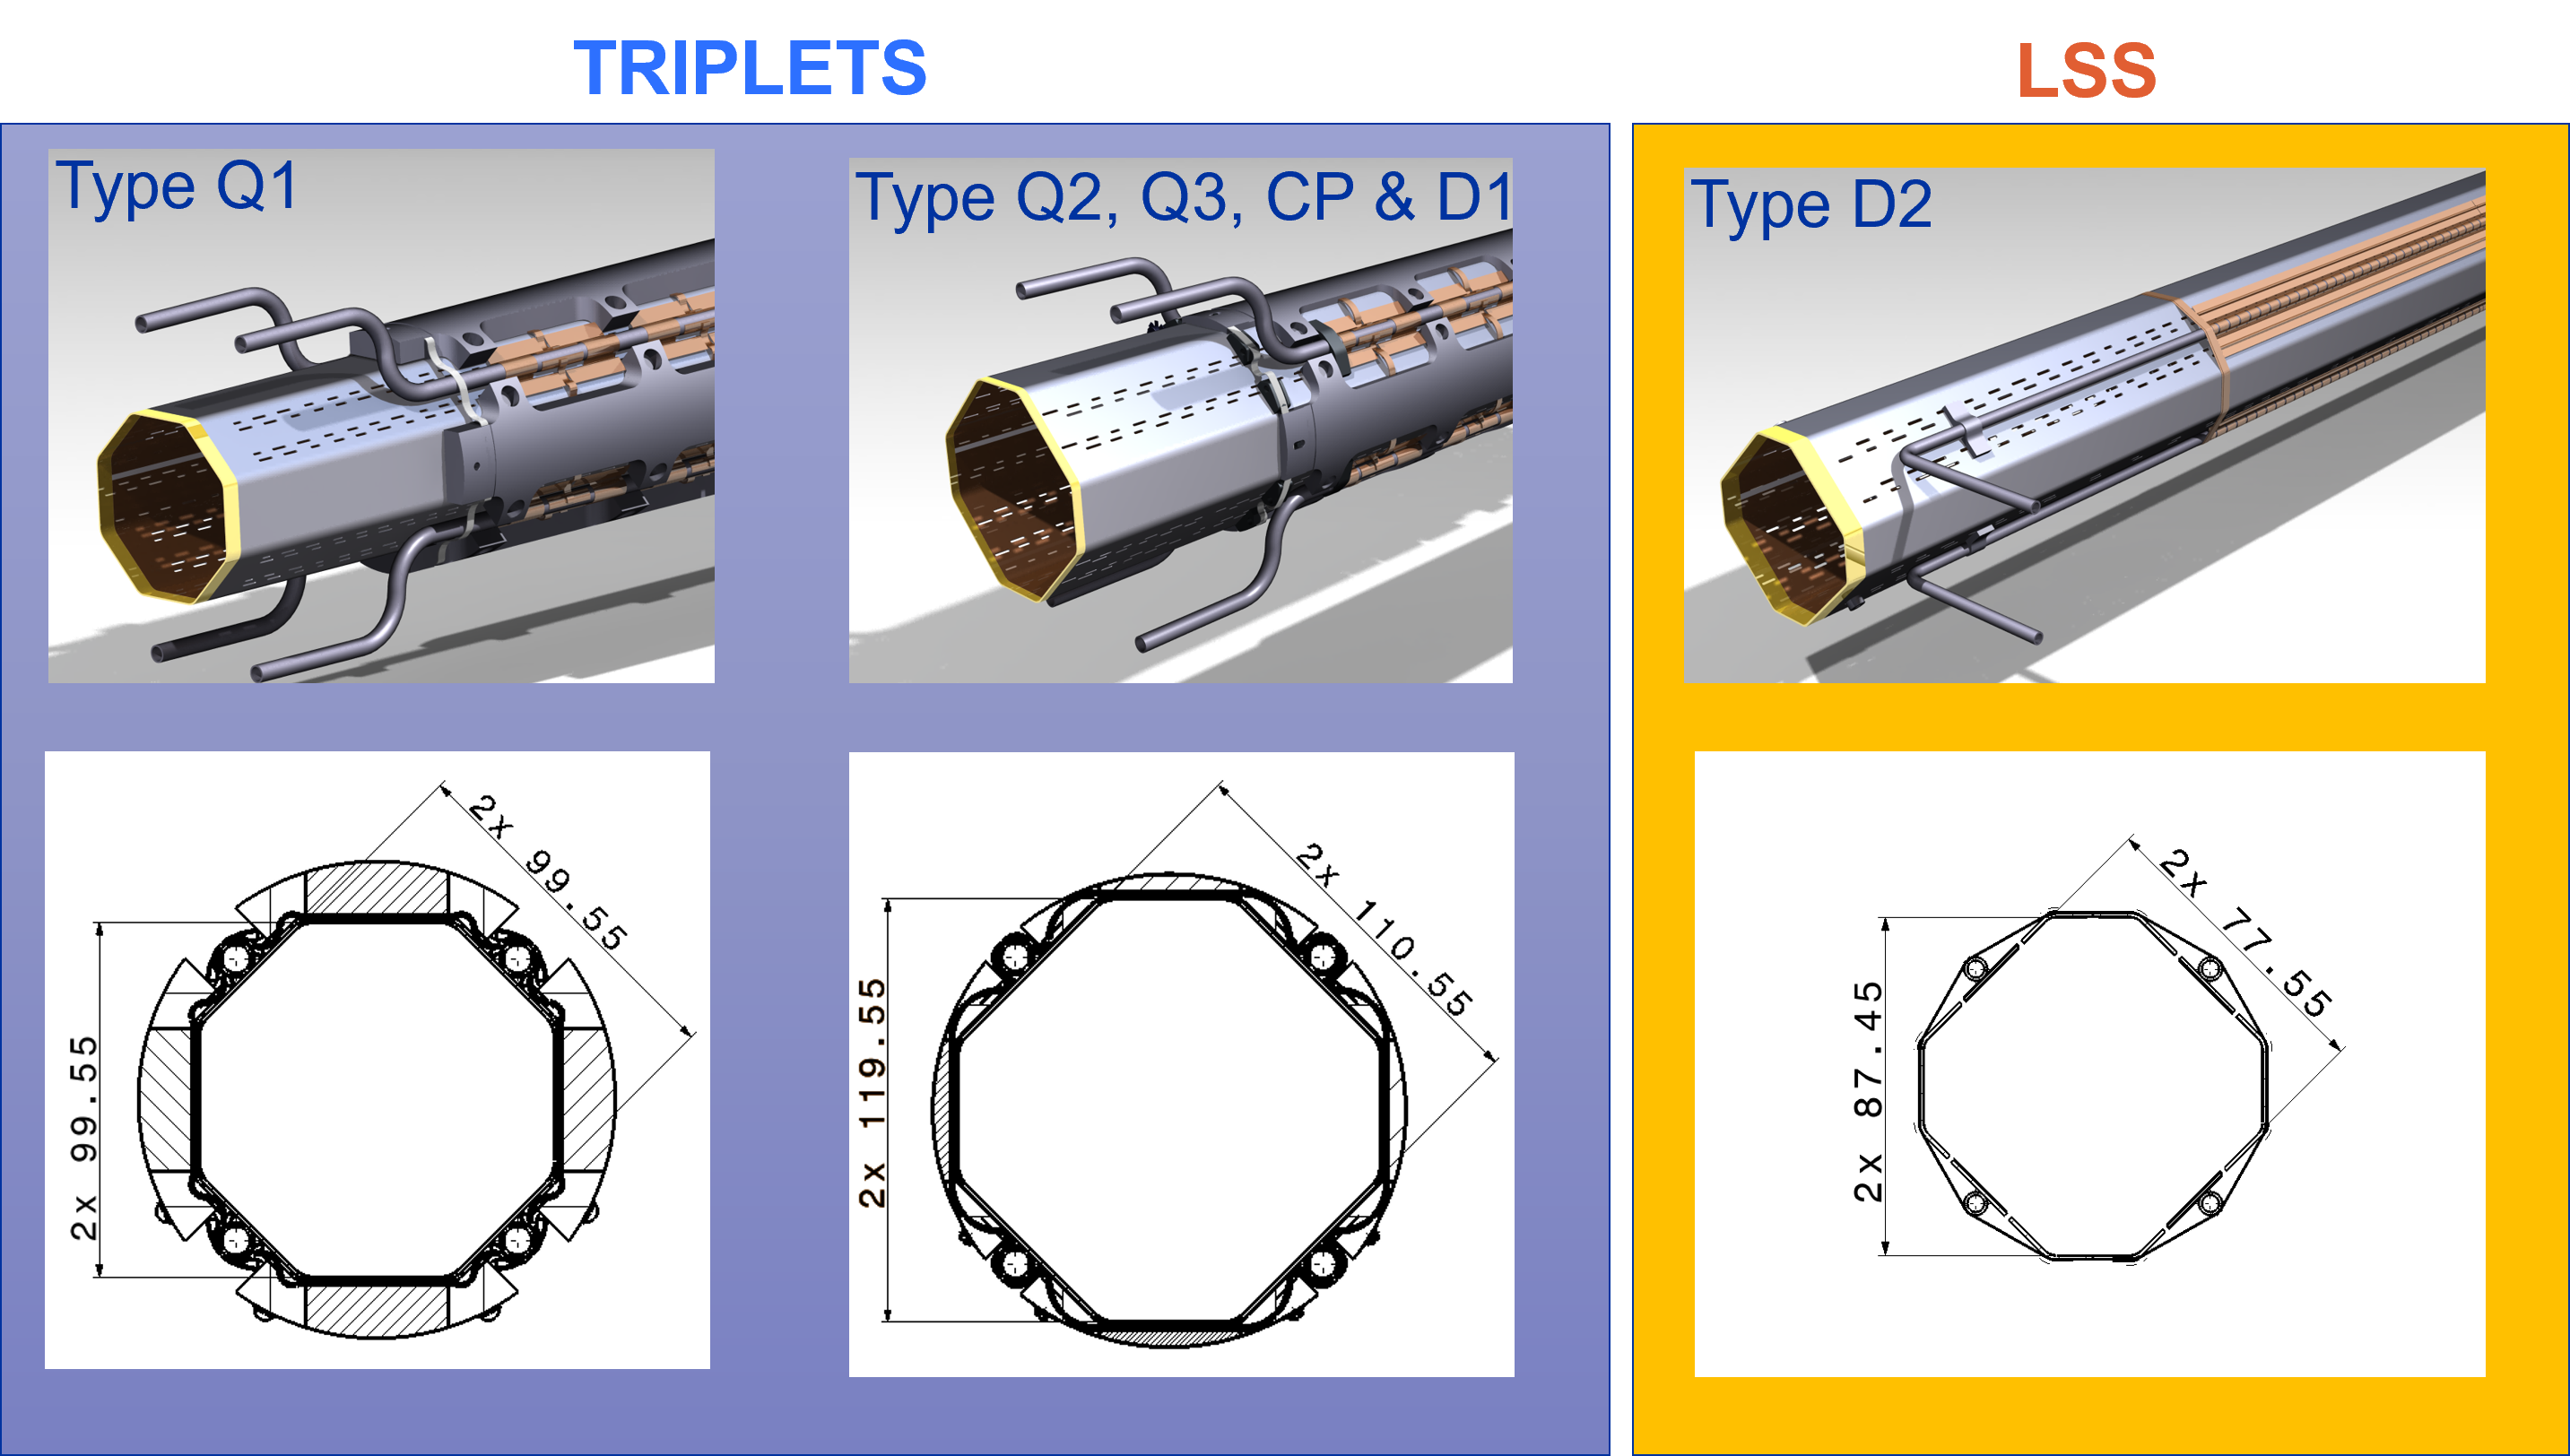 TRIPLETS
LSS
Type Q1
Type Q2, Q3, CP & D1
Type D2
2x 99.55
2x 99.55
2x 110.55
2x 119.55
2x 77.55
2x 87.45